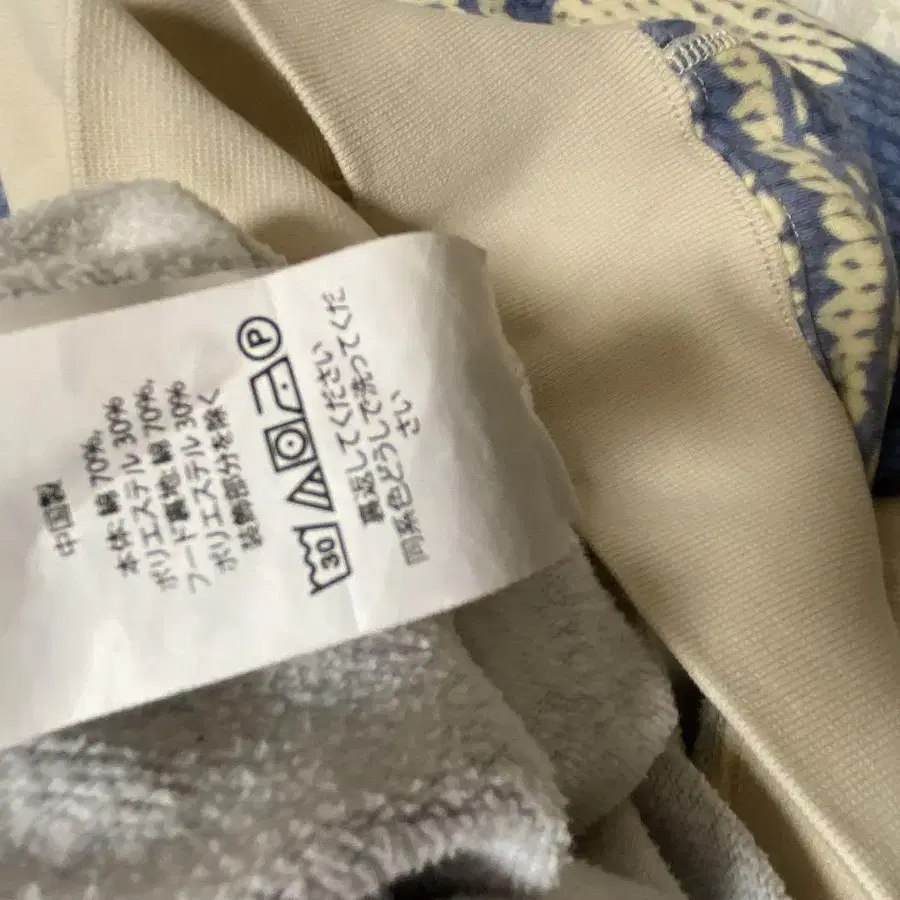 中国製
本体: 綿 70%,
ポリエステル 30%
フード裏地: 綿 70%,
ポリエステル 30%
装飾部分を除く
30 P
裏返してください,
同系色どうしで洗ってくだ
さい